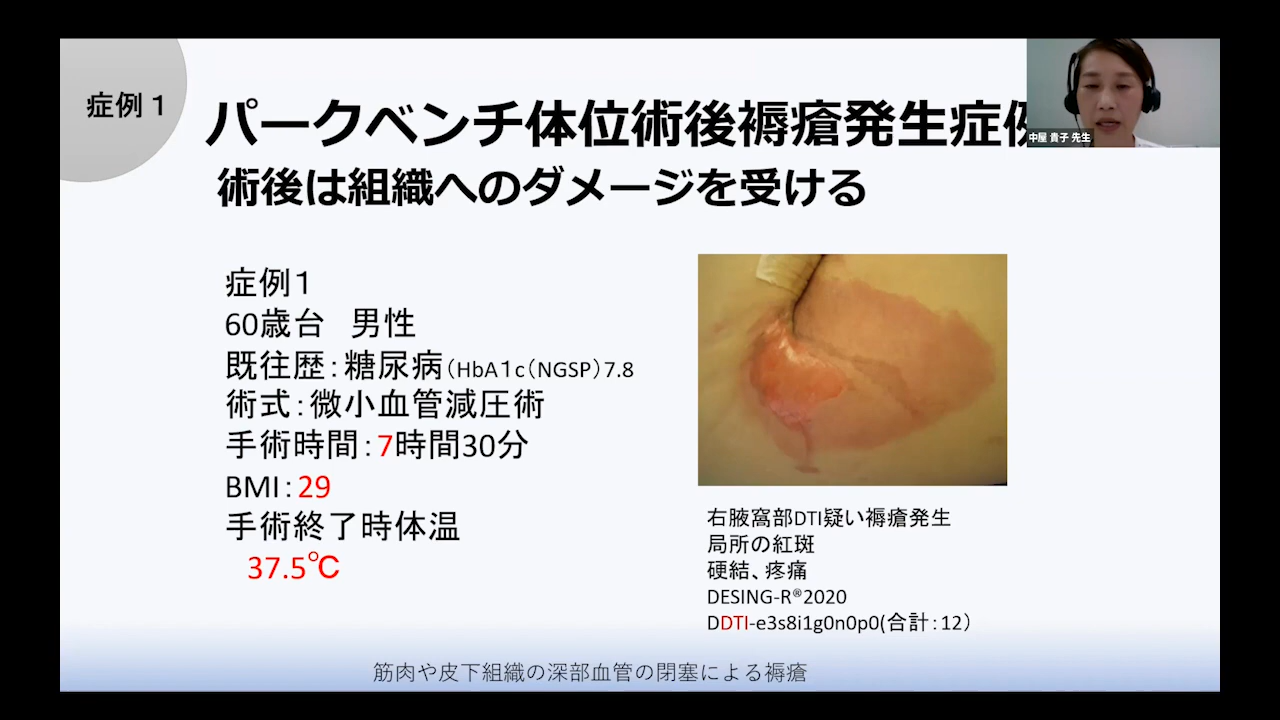 症例１
パークベンチ体位術後褥瘡発生症例
術後は組織へのダメージを受ける
中屋 貴子 先生
症例１
60歳台　男性
既往歴：糖尿病（HbA１c（NGSP）7.8
術式：微小血管減圧術
手術時間：7時間30分
BMI：29
手術終了時体温
37.5℃
右腋窩部DTI疑い褥瘡発生
局所の紅斑
硬結、疼痛
DESING-R®2020
DDTI-e3s8i1g0n0p0(合計：12）
筋肉や皮下組織の深部血管の閉塞による褥瘡